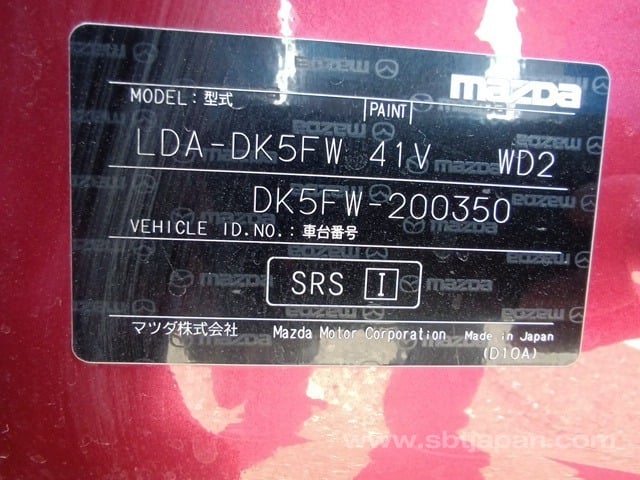 mazda
MODEL:型式 PAINT
LDA-DK5FW 41V WD2
DK5FW-200350
VEHICLE ID.NO.:車台番号
SRS I
マツダ株式会社 Mazda Motor Corporation Made in Japan
(D10A)
www.sbtjapan.com